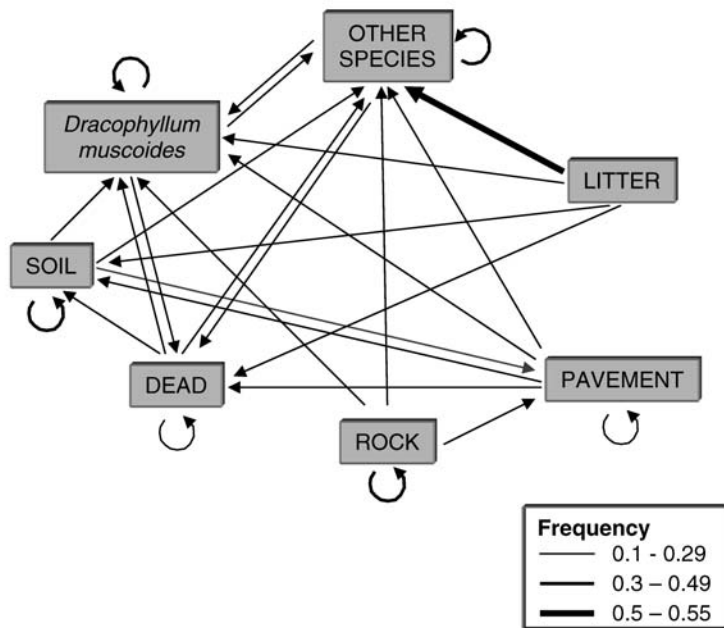 OTHER
SPECIES
Dracophyllum
muscoides
LITTER
SOIL
DEAD
PAVEMENT
ROCK
Frequency
0.1 - 0.29
0.3 – 0.49
0.5 – 0.55